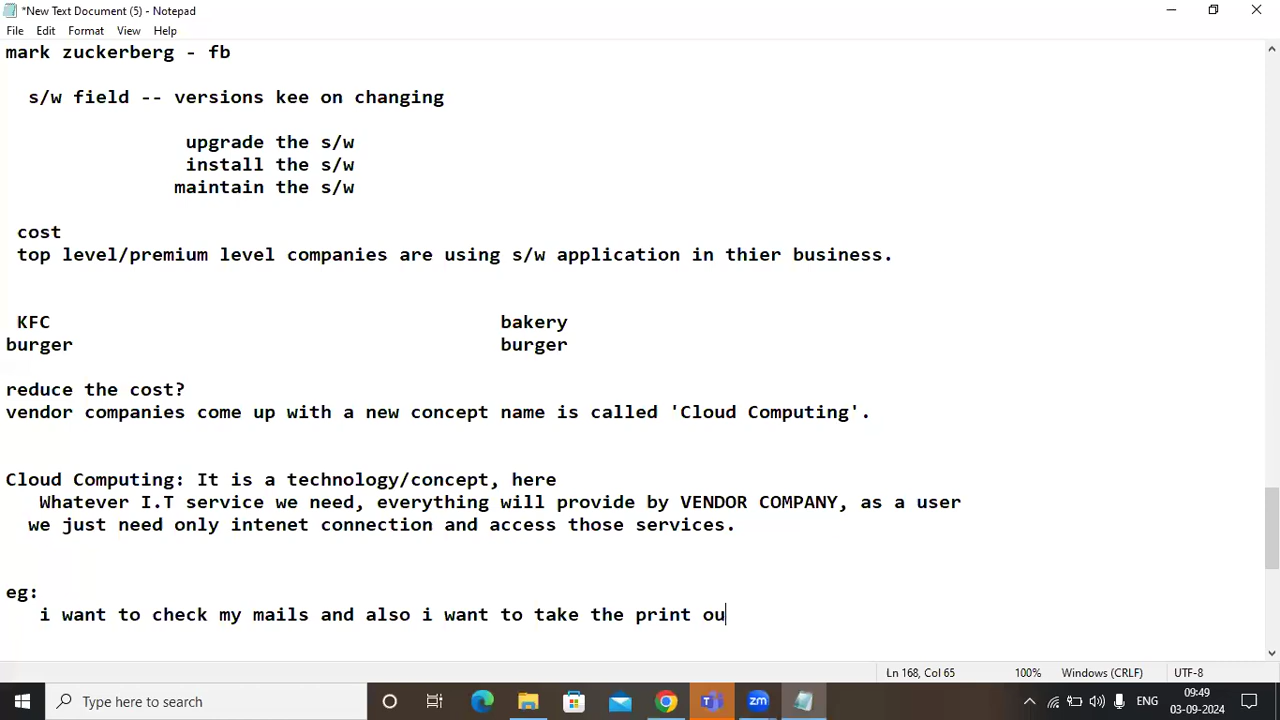 *New Text Document (5) - Notepad
File Edit Format View Help
mark zuckerberg - fb
s/w field -- versions kee on changing
upgrade the s/w
install the s/w
maintain the s/w
cost
top level/premium level companies are using s/w application in thier business.
KFC bakery
burger burger
reduce the cost?
vendor companies come up with a new concept name is called 'Cloud Computing'.
Cloud Computing: It is a technology/concept, here
Whatever I.T service we need, everything will provide by VENDOR COMPANY, as a user
we just need only intenet connection and access those services.
eg:
i want to check my mails and also i want to take the print ou
Ln 168, Col 65 100% Windows (CRLF) UTF-8
Type here to search
zm
ENG
09:49
03-09-2024